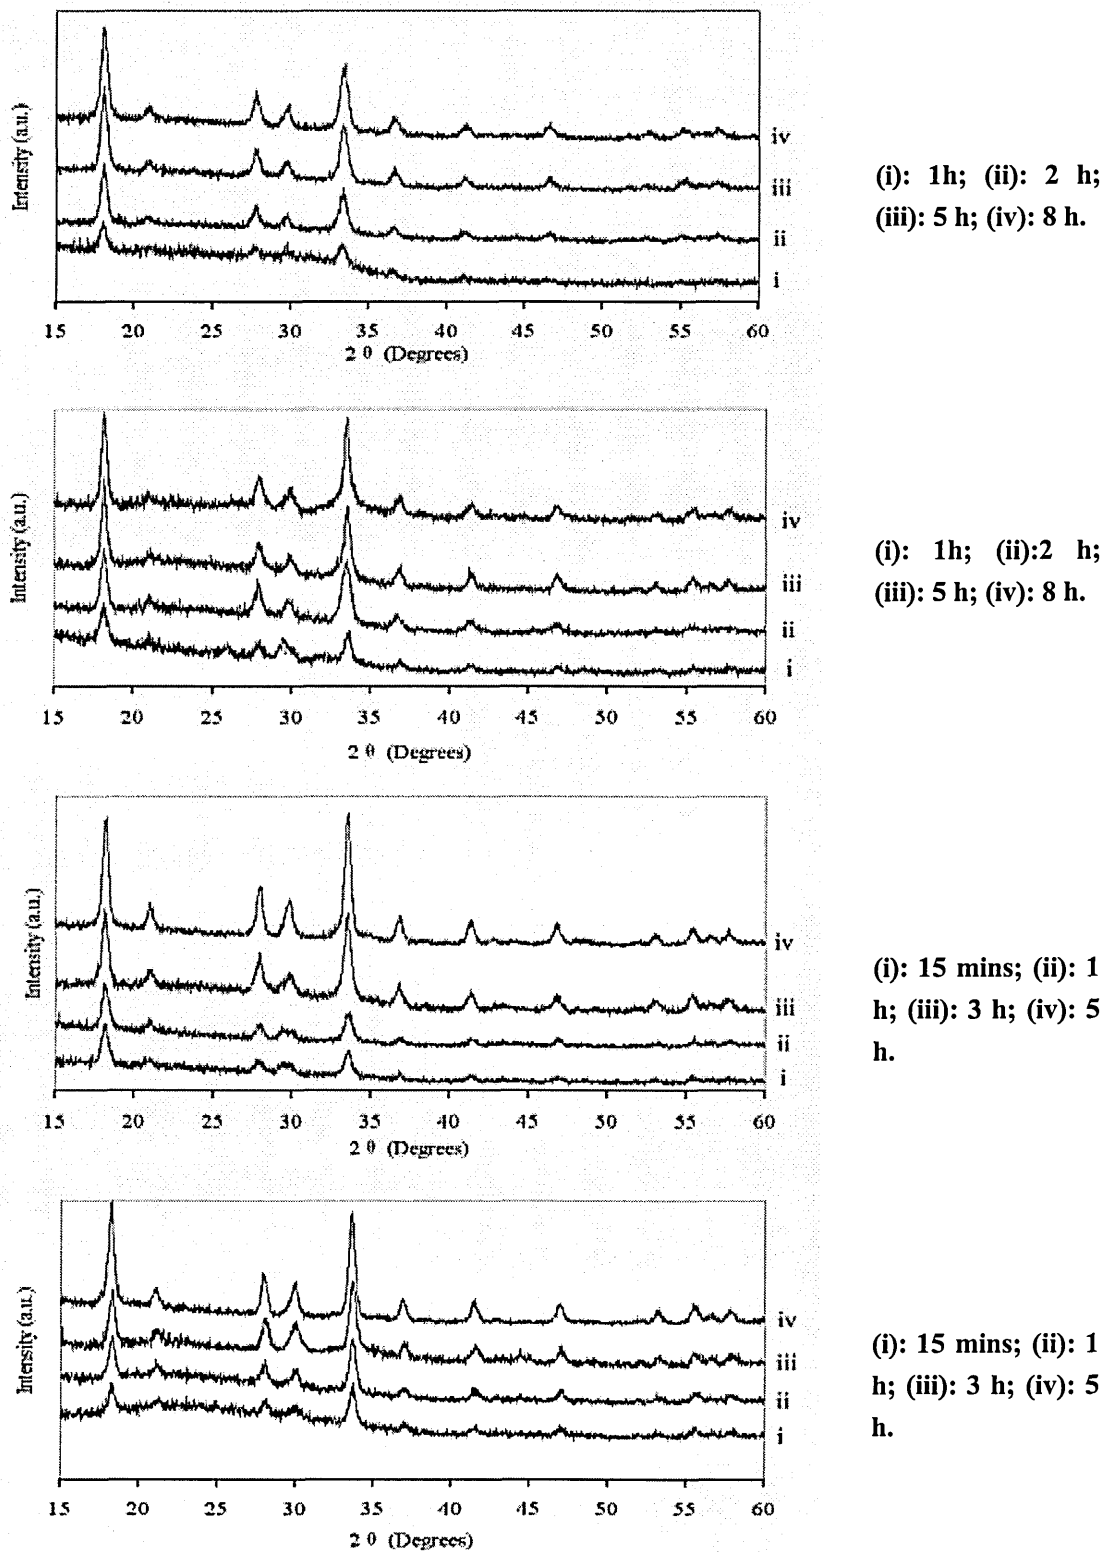 Intensity (a.u.)
iv
iii
ii
i
15 20 25 30 35 40 45 50 55 60
2 θ (Degrees)
(i): 1h; (ii): 2 h;
(iii): 5 h; (iv): 8 h.
Intensity (a.u.)
iv
iii
ii
i
15 20 25 30 35 40 45 50 55 60
2 θ (Degrees)
(i): 1h; (ii):2 h;
(iii): 5 h; (iv): 8 h.
Intensity (a.u.)
iv
iii
ii
i
15 20 25 30 35 40 45 50 55 60
2 θ (Degrees)
(i): 15 mins; (ii): 1
h; (iii): 3 h; (iv): 5
h.
Intensity (a.u.)
iv
iii
ii
i
15 20 25 30 35 40 45 50 55 60
2 θ (Degrees)
(i): 15 mins; (ii): 1
h; (iii): 3 h; (iv): 5
h.